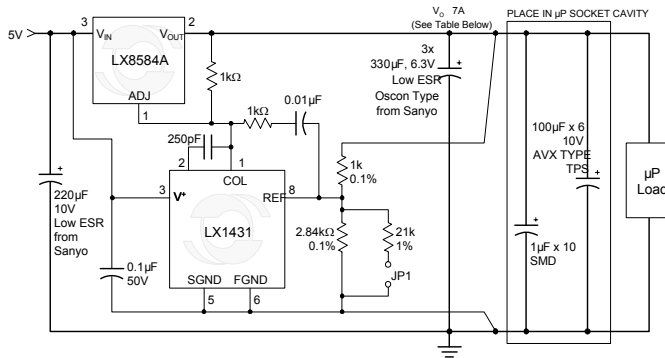 5V
3
V_IN
LX8584A
V_OUT
2
ADJ
1
1kΩ
V_O 7A
(See Table Below)
PLACE IN µP SOCKET CAVITY
3x
330µF, 6.3V
Low ESR
Oscon Type
from Sanyo
1kΩ
0.01µF
250pF
2
1
COL
3
V+
REF
8
LX1431
SGND
FGND
5
6
1k
0.1%
2.84kΩ
0.1%
21k
1%
JP1
220µF
10V
Low ESR
from
Sanyo
0.1µF
50V
100µF x 6
10V
AVX TYPE
TPS
1µF x 10
SMD
µP
Load